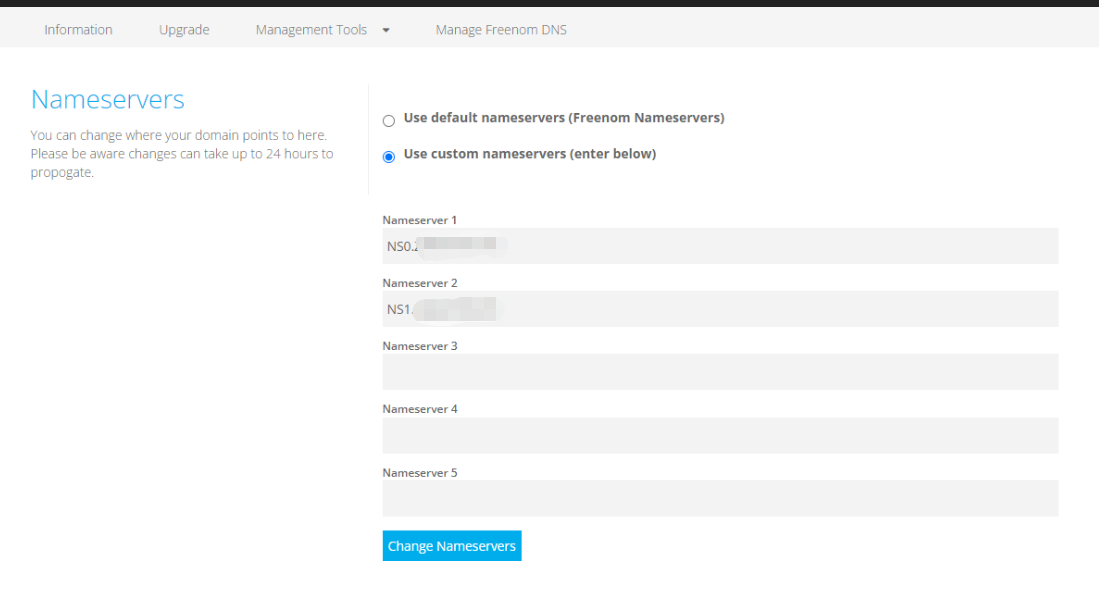 Information Upgrade Management Tools Manage Freenom DNS
Nameservers
You can change where your domain points to here.
Please be aware changes can take up to 24 hours to
propogate.
Use default nameservers (Freenom Nameservers)
Use custom nameservers (enter below)
Nameserver 1
NS0.
Nameserver 2
NS1.
Nameserver 3
Nameserver 4
Nameserver 5
Change Nameservers